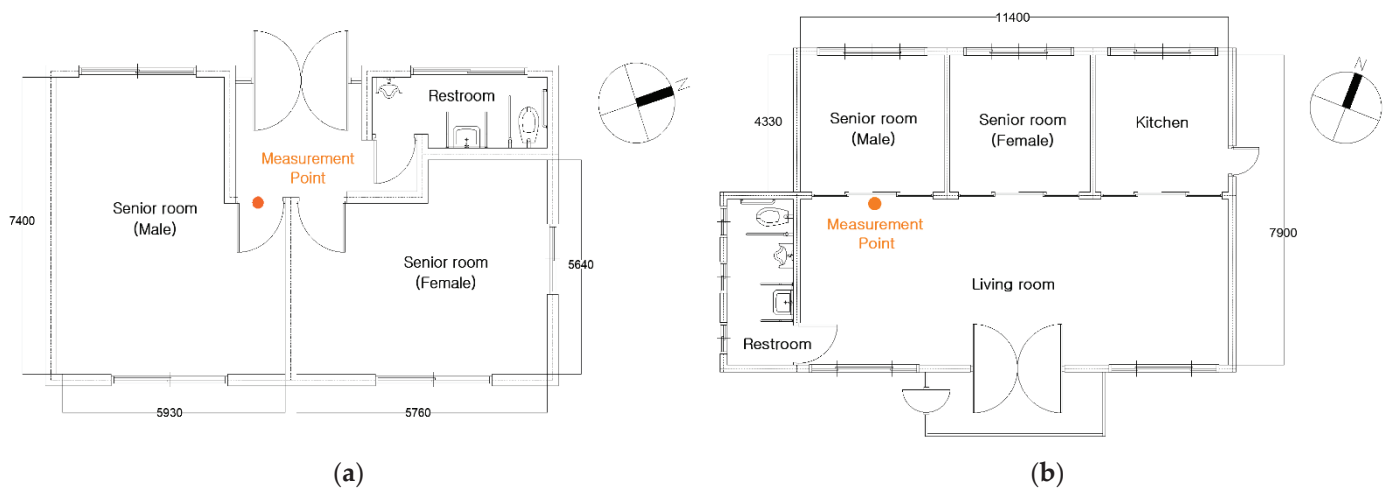 N
Restroom
Measurement
Point
7400
Senior room
(Male)
Senior room
(Female)
5640
5930
5760
(a)
11400
N
4330
Senior room
(Male)
Senior room
(Female)
Kitchen
Measurement
Point
7900
Living room
Restroom
(b)